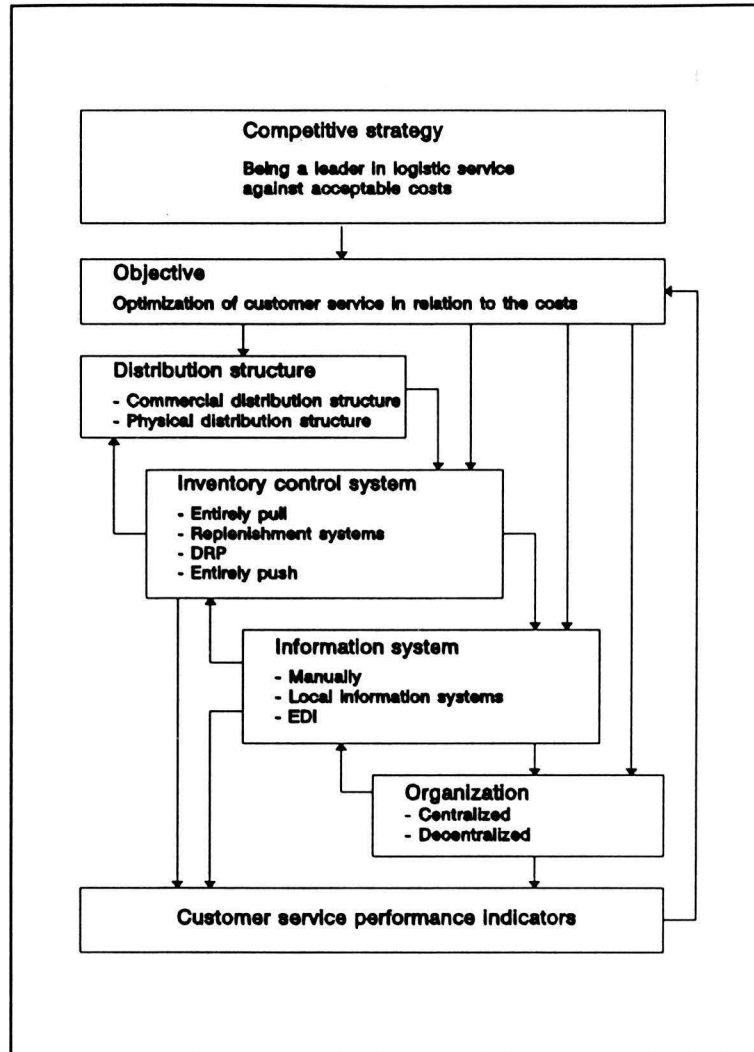 Competitive strategy
Being a leader in logistic service
against acceptable costs
Objective
Optimization of customer service in relation to the costs
Distribution structure
- Commercial distribution structure
- Physical distribution structure
Inventory control system
- Entirely pull
- Replenishment systems
- DRP
- Entirely push
Information system
- Manually
- Local information systems
- EDI
Organization
- Centralized
- Decentralized
Customer service performance indicators